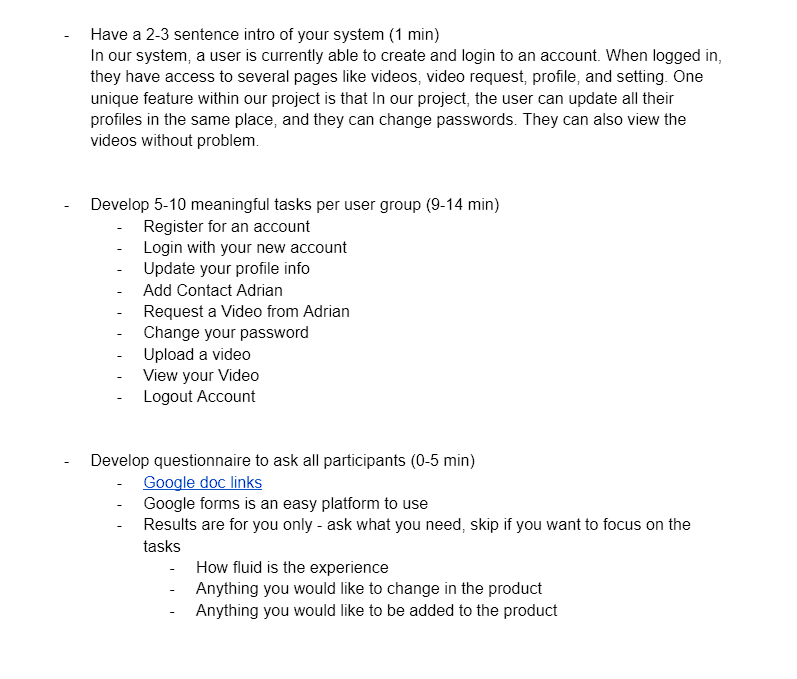 - Have a 2-3 sentence intro of your system (1 min)
In our system, a user is currently able to create and login to an account. When logged in,
they have access to several pages like videos, video request, profile, and setting. One
unique feature within our project is that In our project, the user can update all their
profiles in the same place, and they can change passwords. They can also view the
videos without problem.
- Develop 5-10 meaningful tasks per user group (9-14 min)
- Register for an account
- Login with your new account
- Update your profile info
- Add Contact Adrian
- Request a Video from Adrian
- Change your password
- Upload a video
- View your Video
- Logout Account
- Develop questionnaire to ask all participants (0-5 min)
- Google doc links
- Google forms is an easy platform to use
- Results are for you only - ask what you need, skip if you want to focus on the
tasks
- How fluid is the experience
- Anything you would like to change in the product
- Anything you would like to be added to the product